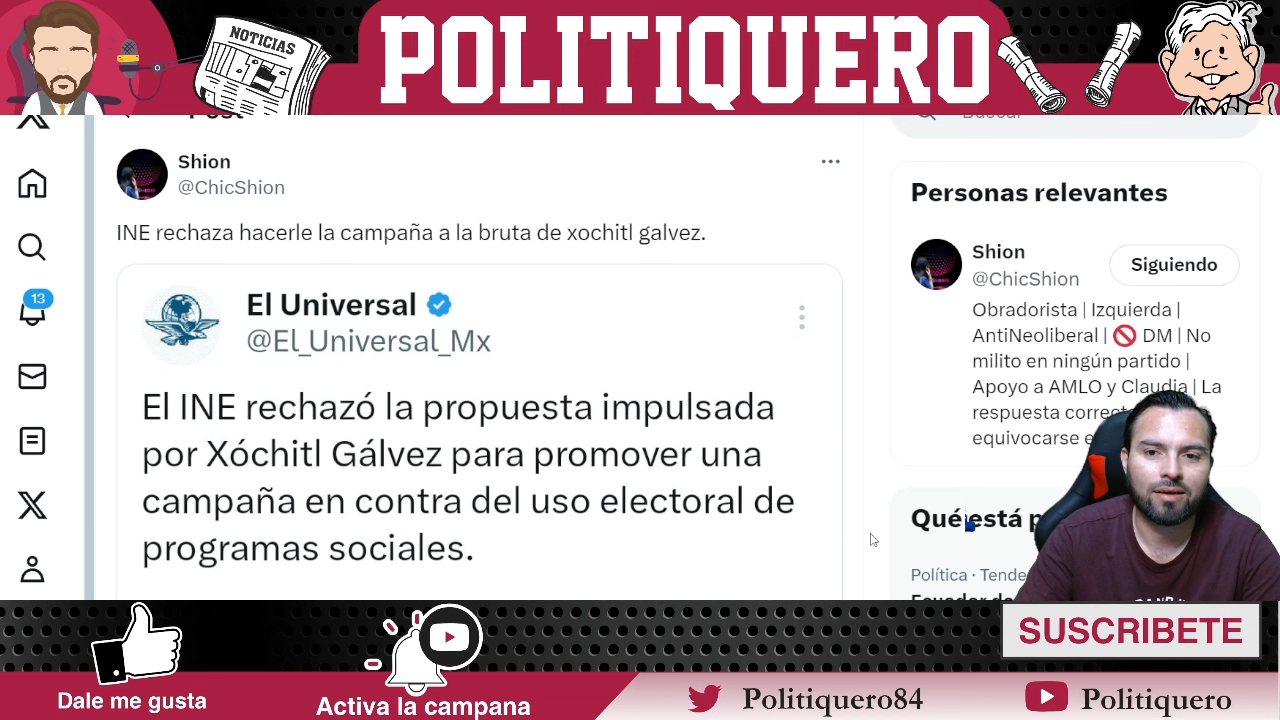 NOTICIAS
POLITIQUERO
Post
Buscar
Shion
@ChicShion
INE rechaza hacerle la campaña a la bruta de xochitl galvez.
El Universal
@El_Universal_Mx
El INE rechazó la propuesta impulsada
por Xóchitl Gálvez para promover una
campaña en contra del uso electoral de
programas sociales.
13
Personas relevantes
Shion
@ChicShion
Siguiendo
Obradorista | Izquierda |
AntiNeoliberal | 🚫 DM | No
milito en ningún partido |
Apoyo a AMLO y Claudia | La
respuesta
equivocarse
Qué está
Política ·
SUSCRIBETE
Dale me gusta
Activa la campana
Politiquero84
Politiquero